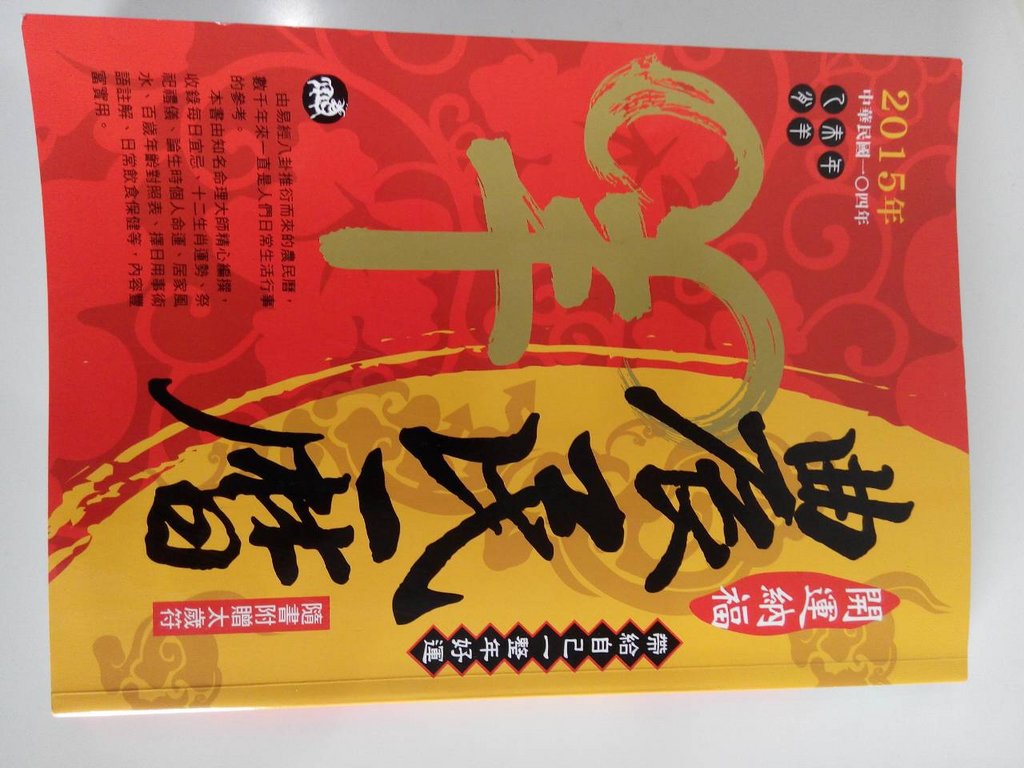 2015年
中華民國一〇四年
乙未年
羊
羊
農民曆
開運納福
帶給自己一整年好運
隨書附贈太歲符
由易經八卦推衍而來的農民曆，
數千年來一直是人們日常生活行事
的參考。
本書由知名命理大師精心編撰，
收錄每日宜忌、十二生肖運勢、祭
祀禮儀、論生時個人命運、居家風
水、百歲年齡對照表、擇日用事術
語註解、日常飲食保健等，內容豐
富實用。